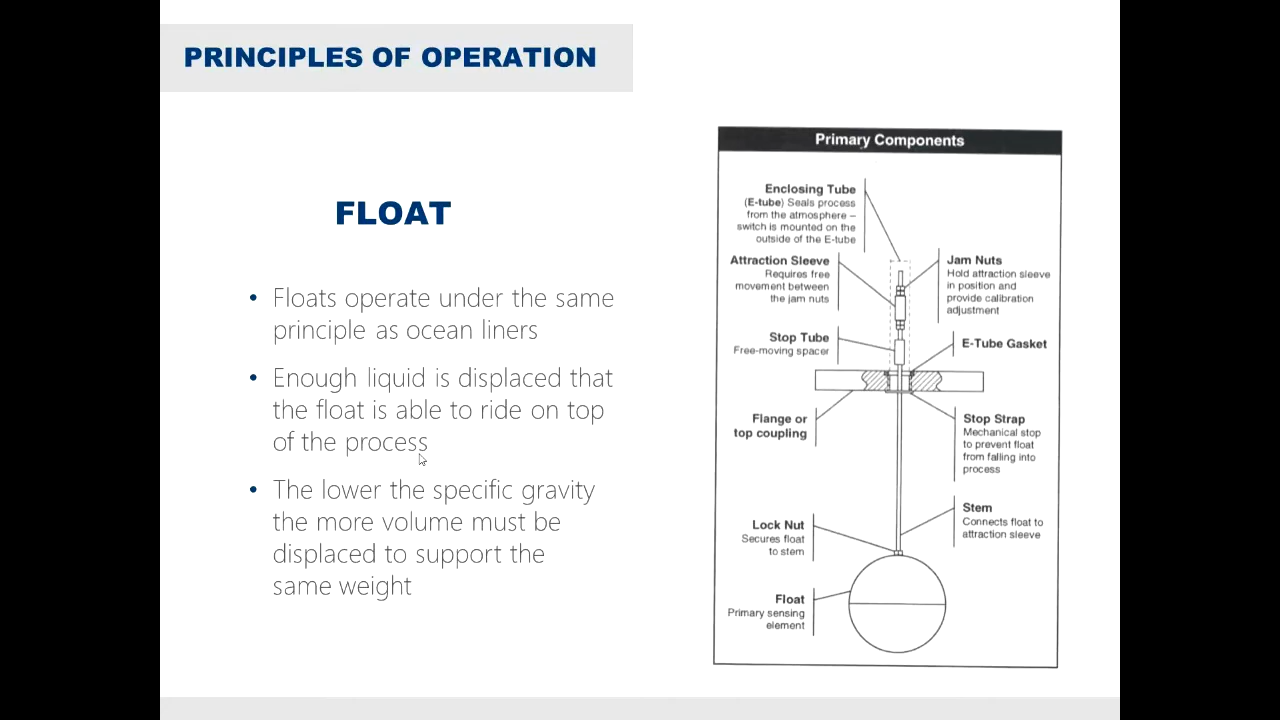 PRINCIPLES OF OPERATION
FLOAT
• Floats operate under the same
principle as ocean liners
• Enough liquid is displaced that
the float is able to ride on top
of the process
• The lower the specific gravity
the more volume must be
displaced to support the
same weight
Primary Components
Enclosing Tube
(E-tube) Seals process
from the atmosphere –
switch is mounted on the
outside of the E-tube
Attraction Sleeve
Requires free
movement between
the jam nuts
Jam Nuts
Hold attraction sleeve
in position and
provide calibration
adjustment
Stop Tube
Free-moving spacer
E-Tube Gasket
Flange or
top coupling
Stop Strap
Mechanical stop
to prevent float
from falling into
process
Lock Nut
Secures float
to stem
Stem
Connects float to
attraction sleeve
Float
Primary sensing
element